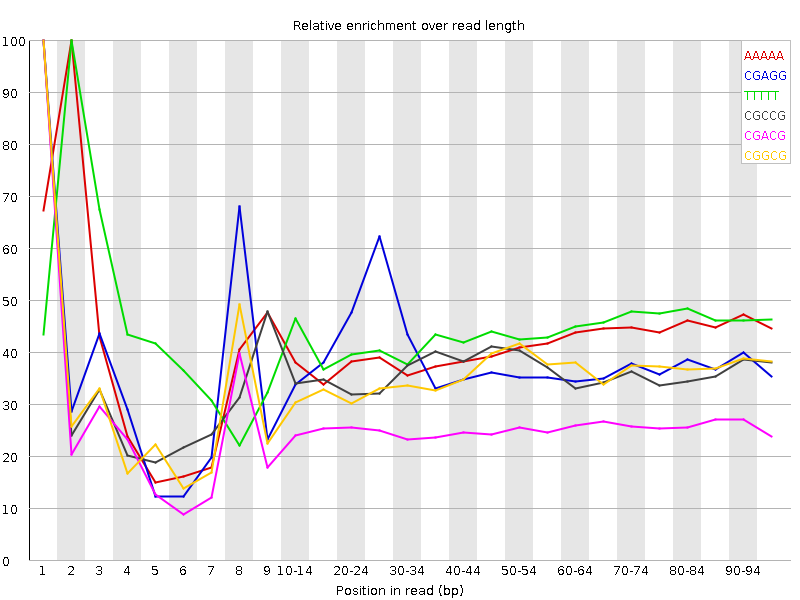 Relative enrichment over read length
100
90
80
70
60
50
40
30
20
10
0
AAAAA
CGAGG
TTTTT
CGCCG
CGACG
CGGCG
1 2 3 4 5 6 7 8 9 10-14 20-24 30-34 40-44 50-54 60-64 70-74 80-84 90-94
Position in read (bp)